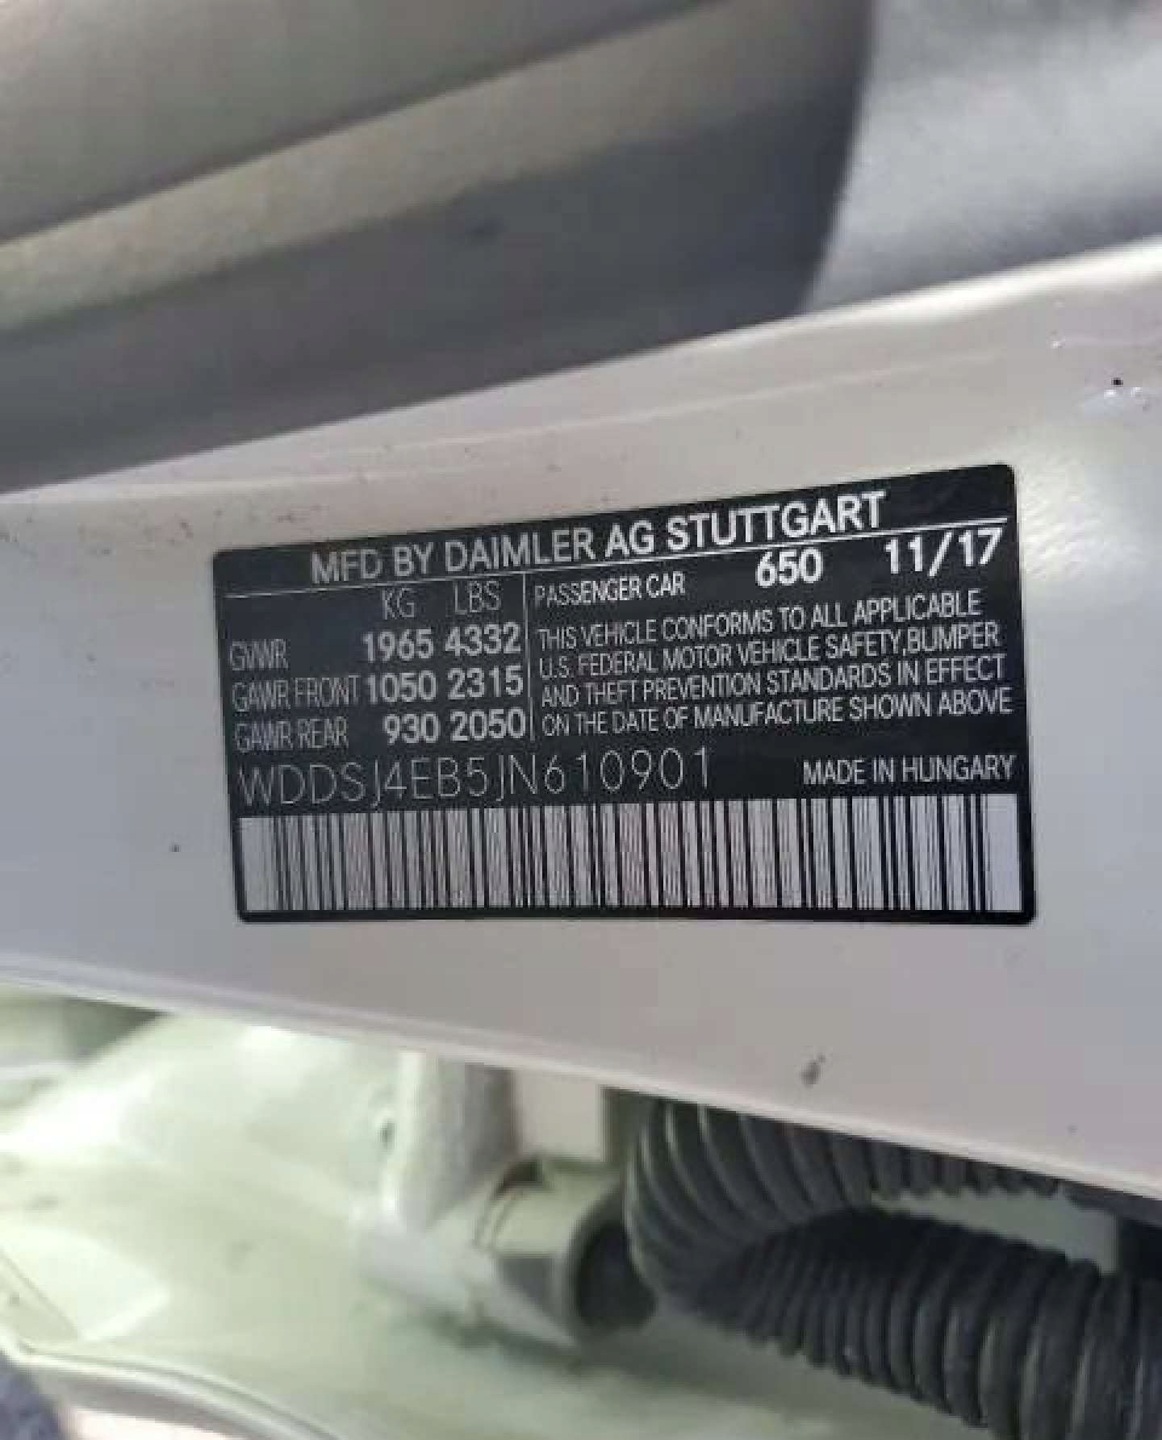 MFD BY DAIMLER AG STUTTGART
KG LBS
GVWR 1965 4332
GAWR FRONT 1050 2315
GAWR REAR 930 2050
PASSENGER CAR 650 11/17
THIS VEHICLE CONFORMS TO ALL APPLICABLE
U.S. FEDERAL MOTOR VEHICLE SAFETY, BUMPER
AND THEFT PREVENTION STANDARDS IN EFFECT
ON THE DATE OF MANUFACTURE SHOWN ABOVE
WDDSJ4EB5JN610901 MADE IN HUNGARY